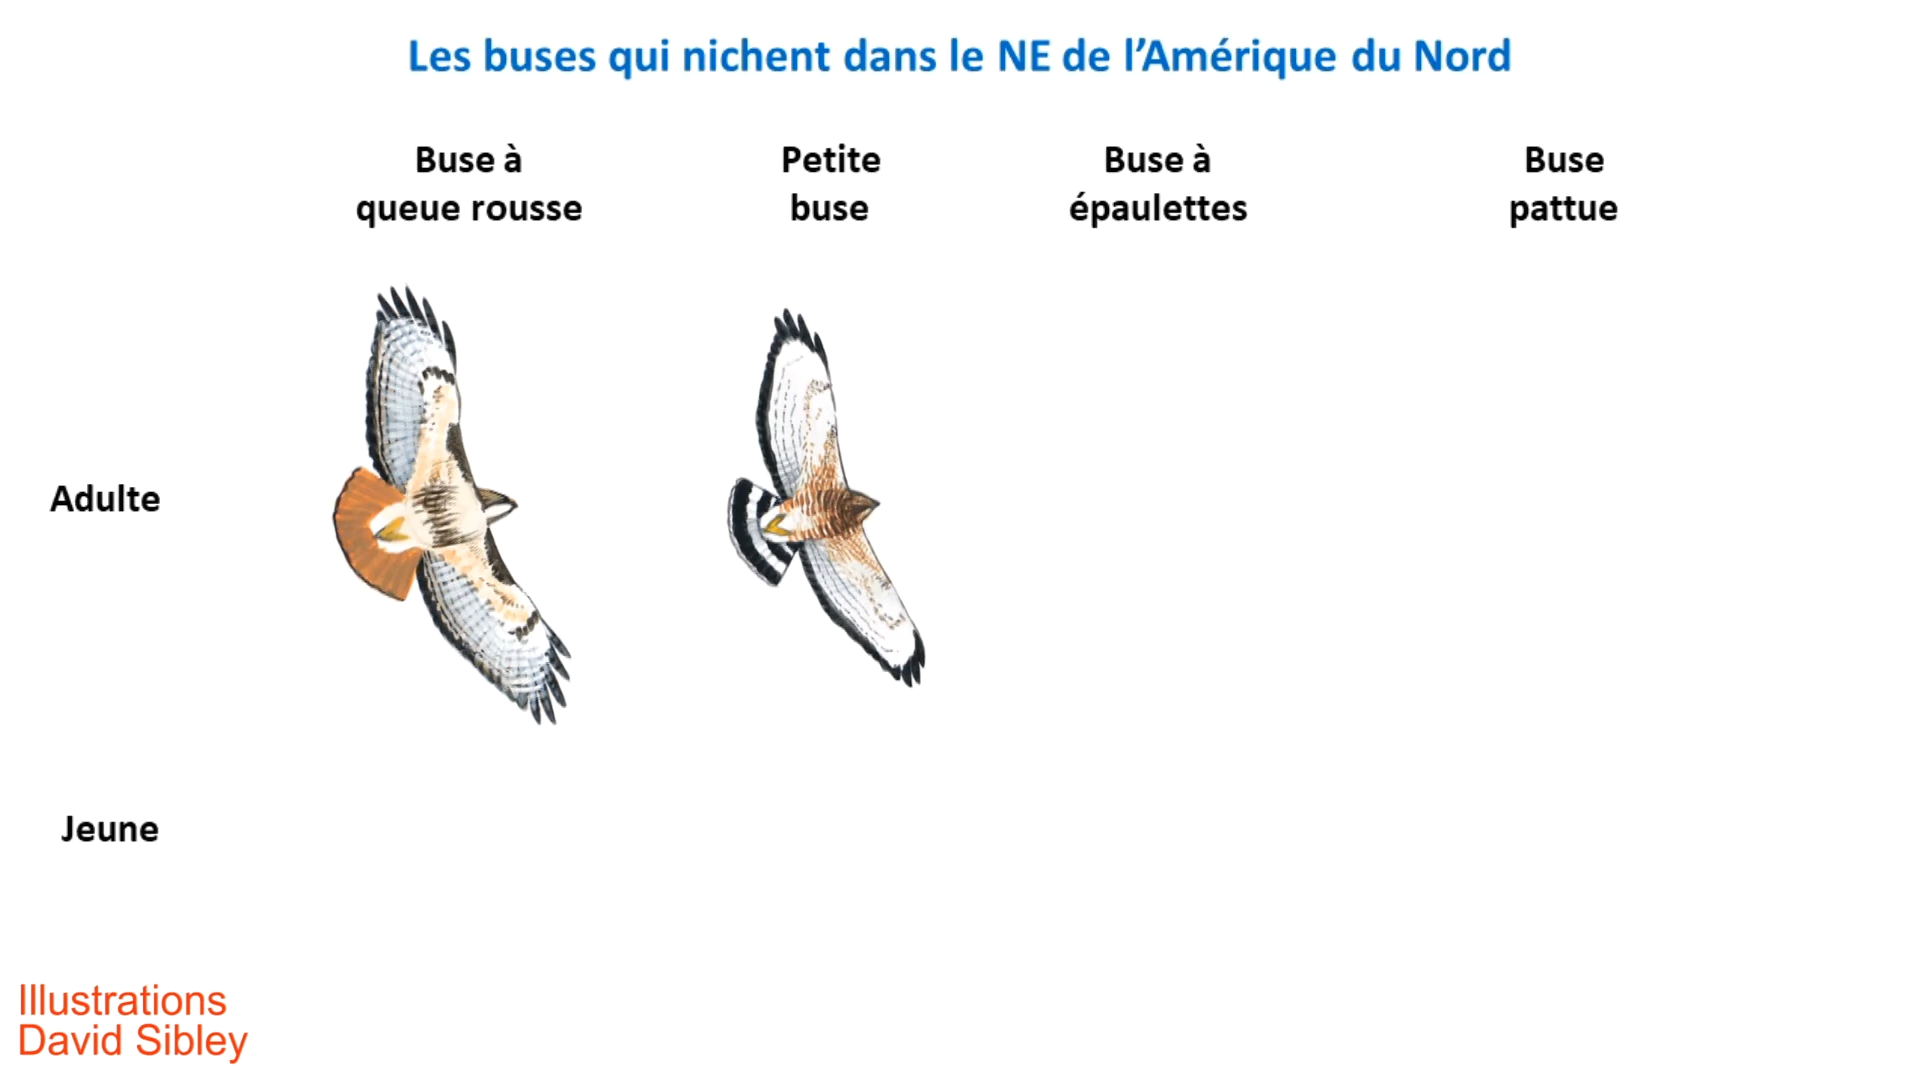 Les buses qui nichent dans le NE de l’Amérique du Nord
Buse à
queue rousse
Petite
buse
Buse à
épaulettes
Buse
pattue
Adulte
Jeune
Illustrations
David Sibley